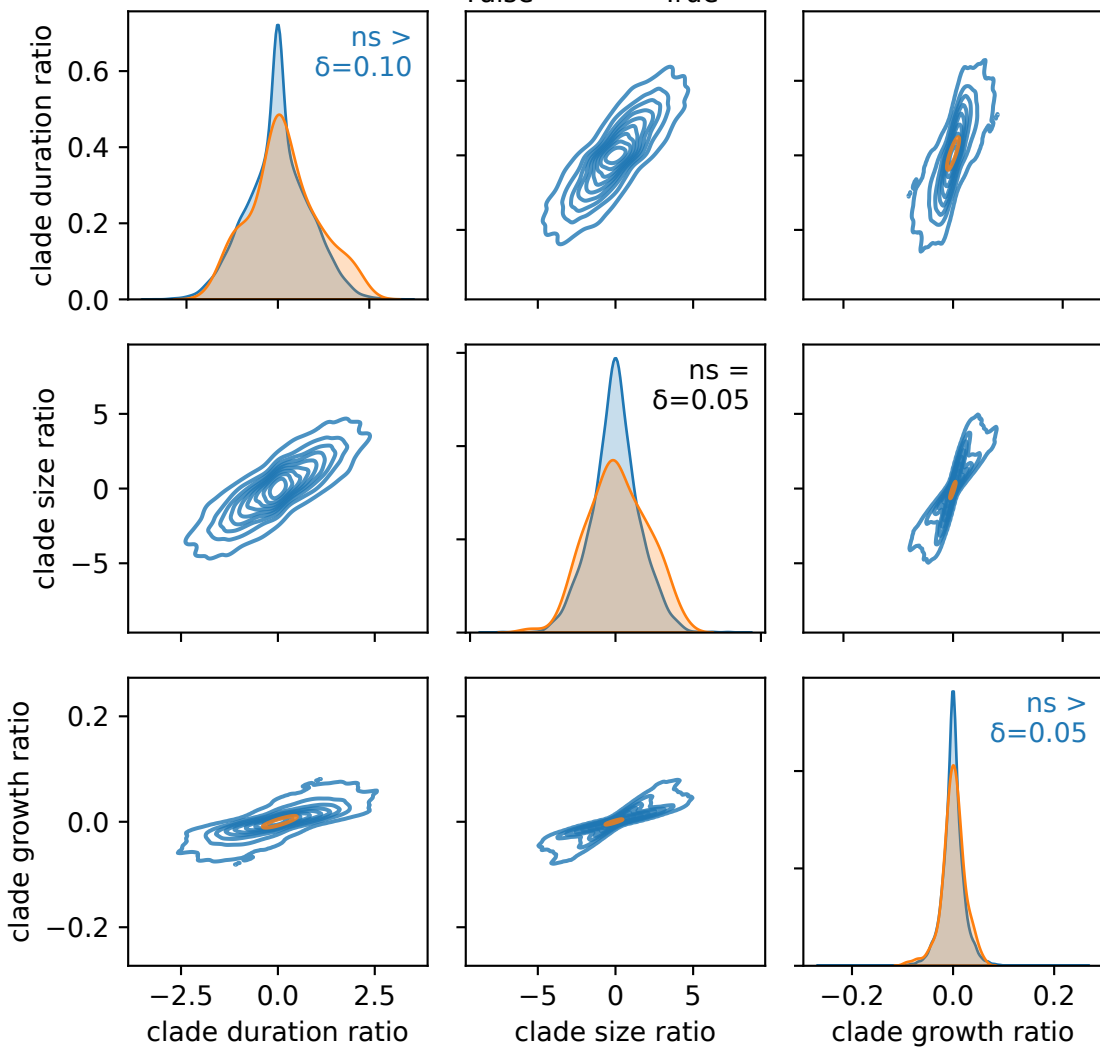 clade duration ratio
0.6
0.4
0.2
0.0
ns >
δ=0.10
clade size ratio
5
0
−5
ns =
δ=0.05
clade growth ratio
0.2
0.0
−0.2
ns >
δ=0.05
−2.5 0.0 2.5
clade duration ratio
−5 0 5
clade size ratio
−0.2 0.0 0.2
clade growth ratio